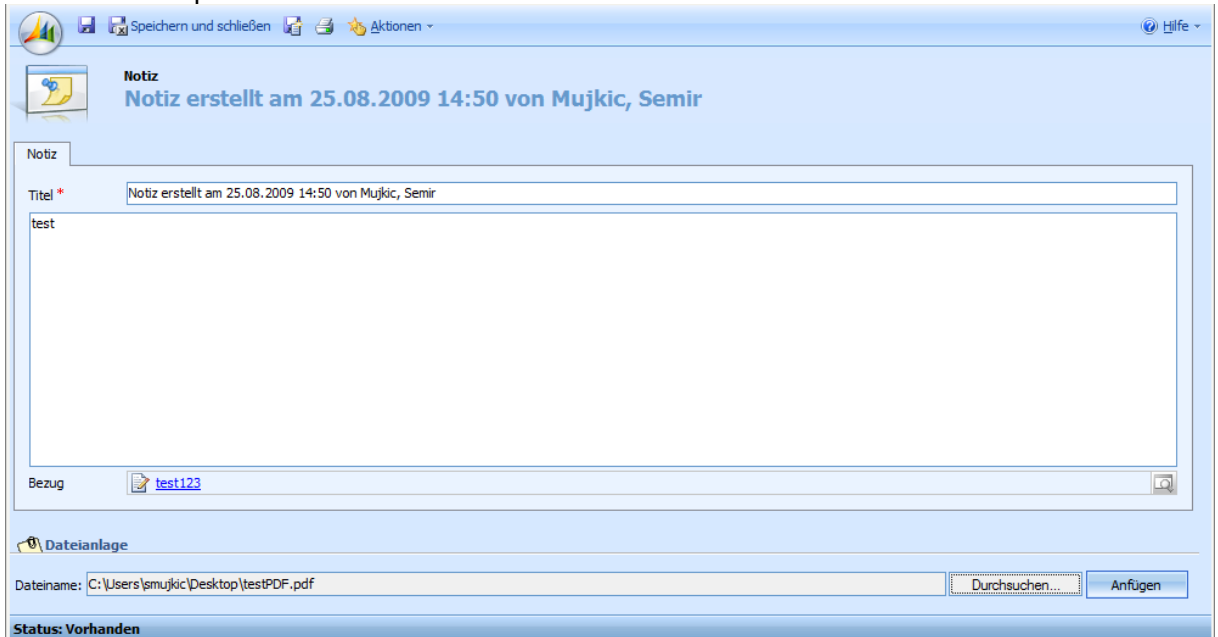 Speichern und schließen Aktionen Hilfe
Notiz
Notiz erstellt am 25.08.2009 14:50 von Mujkic, Semir
Notiz
Titel * Notiz erstellt am 25.08.2009 14:50 von Mujkic, Semir
test
Bezug test123
Dateianlage
Dateiname: C:\Users\smujkic\Desktop\testPDF.pdf Durchsuchen... Anfügen
Status: Vorhanden